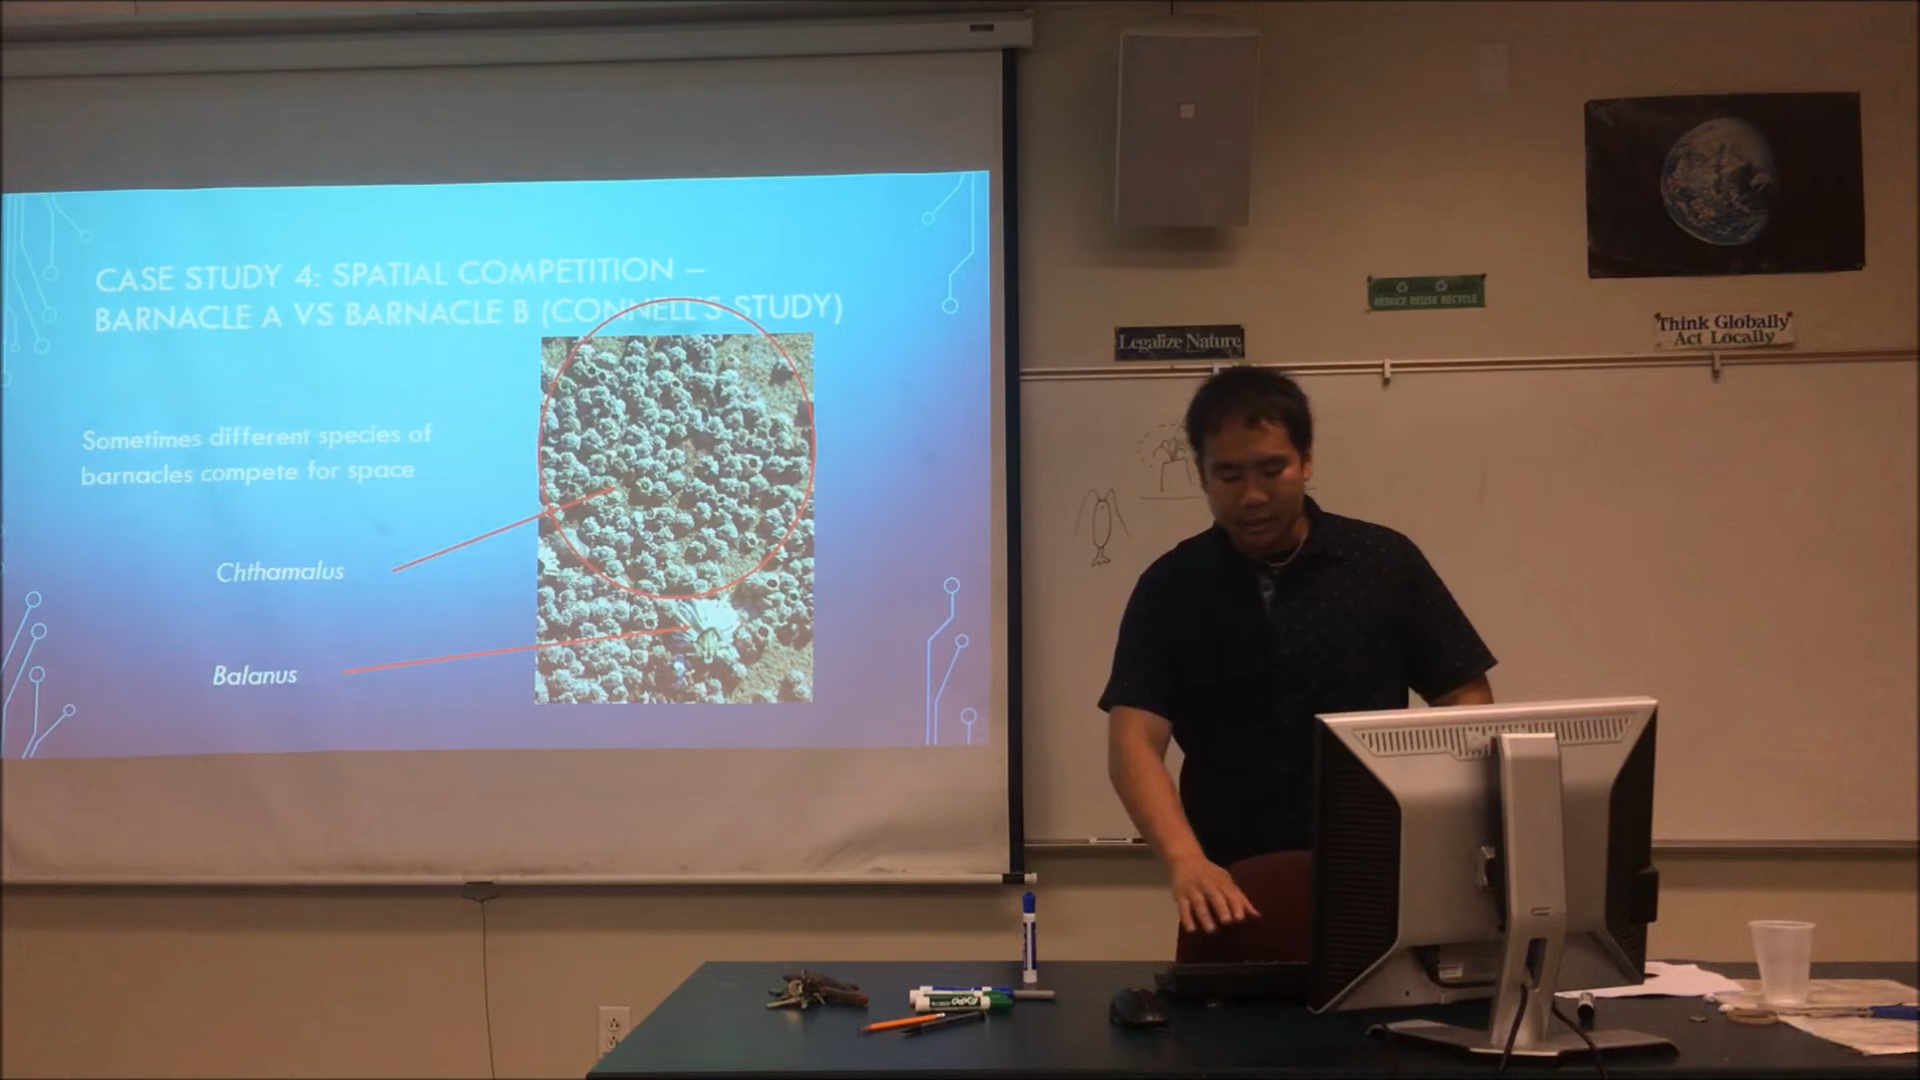 CASE STUDY 4: SPATIAL COMPETITION –
BARNACLE A VS BARNACLE B (CONNELL'S STUDY)
Sometimes different species of
barnacles compete for space
Chthamalus
Balanus
REDUCE REUSE RECYCLE
Legalize Nature
Think Globally
Act Locally
EXPO